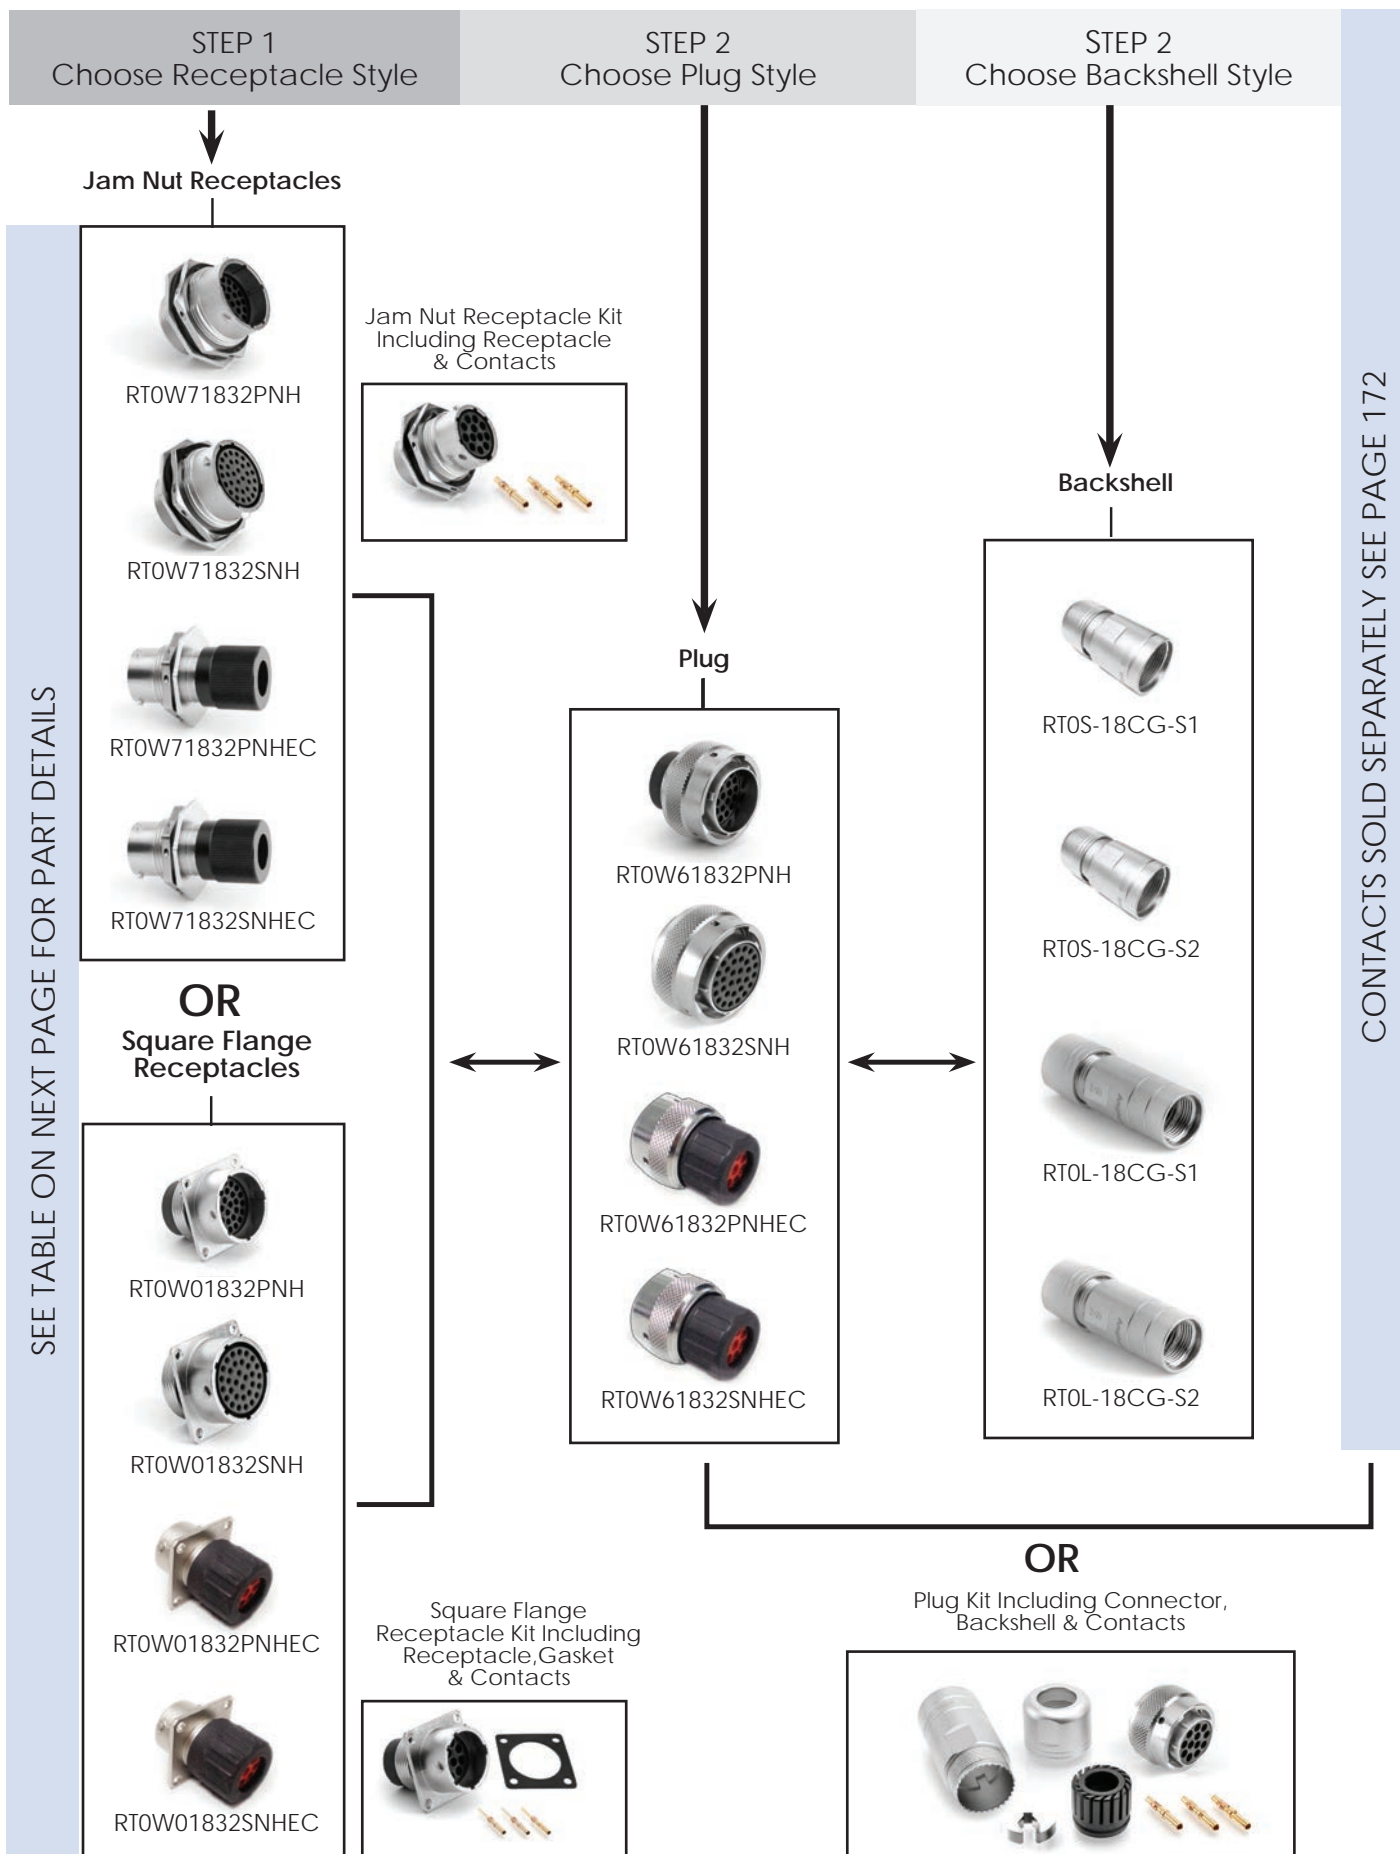 STEP 1
Choose Receptacle Style
STEP 2
Choose Plug Style
STEP 2
Choose Backshell Style
Jam Nut Receptacles
RT0W71832PNH
RT0W71832SNH
RT0W71832PNHEC
RT0W71832SNHEC
Jam Nut Receptacle Kit
Including Receptacle
& Contacts
OR
Square Flange
Receptacles
RT0W01832PNH
RT0W01832SNH
RT0W01832PNHEC
RT0W01832SNHEC
Square Flange
Receptacle Kit Including
Receptacle,Gasket
& Contacts
Plug
RT0W61832PNH
RT0W61832SNH
RT0W61832PNHEC
RT0W61832SNHEC
Backshell
RT0S-18CG-S1
RT0S-18CG-S2
RT0L-18CG-S1
RT0L-18CG-S2
OR
Plug Kit Including Connector,
Backshell & Contacts
SEE TABLE ON NEXT PAGE FOR PART DETAILS
CONTACTS SOLD SEPARATELY SEE PAGE 172